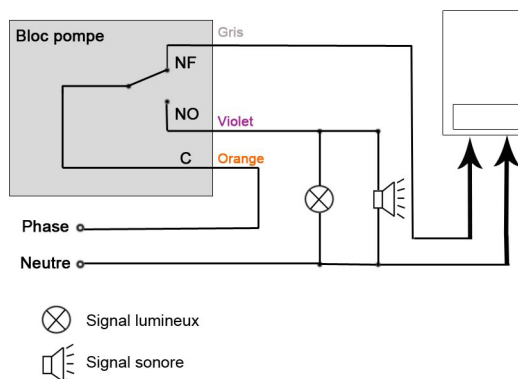 Bloc pompe
Gris
NF
NO
Violet
C
Orange
Phase
Neutre
Signal lumineux
Signal sonore